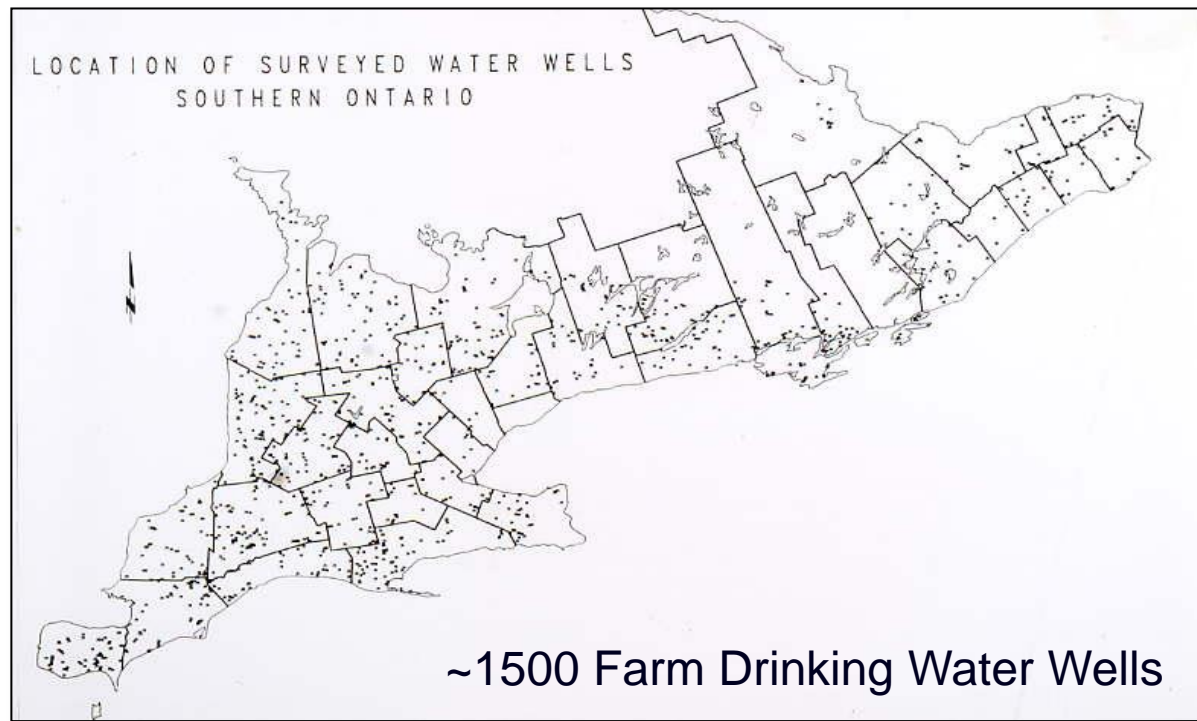 LOCATION OF SURVEYED WATER WELLS
SOUTHERN ONTARIO
N
~1500 Farm Drinking Water Wells